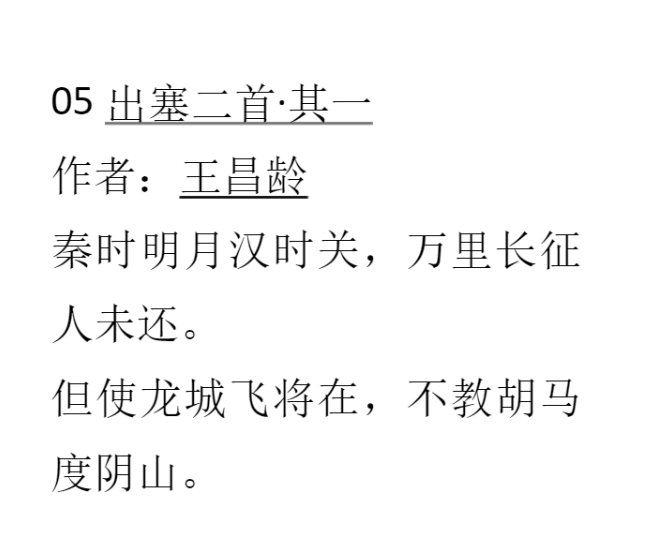 05 出塞二首·其一
作者：王昌龄
秦时明月汉时关，万里长征
人未还。
但使龙城飞将在，不教胡马
度阴山。